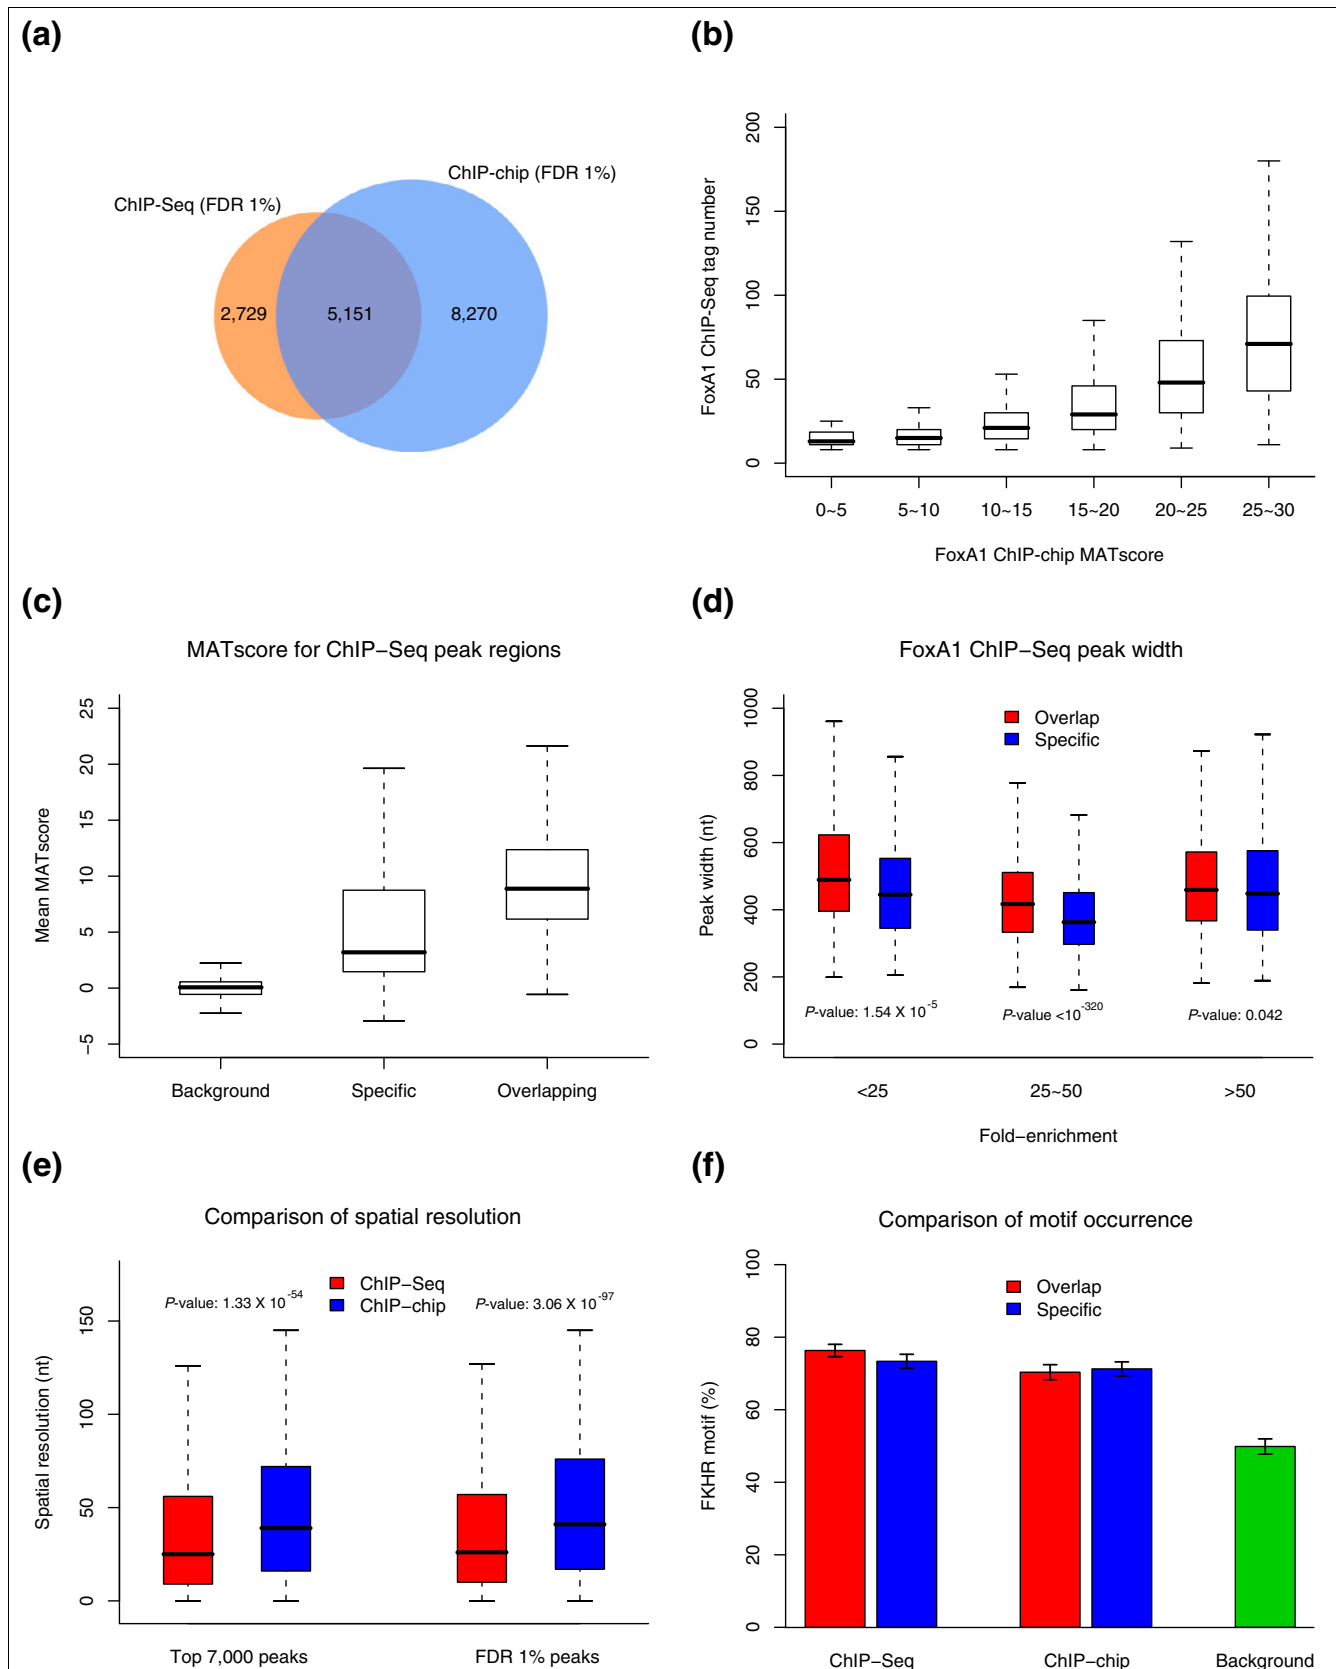 (a)
ChIP-chip (FDR 1%)
ChIP-Seq (FDR 1%)
2,729
5,151
8,270
(b)
FoxA1 ChIP-Seq tag number
200
150
100
50
0
0~5
5~10
10~15
15~20
20~25
25~30
FoxA1 ChIP-chip MATscore
(c)
MATscore for ChIP−Seq peak regions
Mean MATscore
25
20
15
10
5
0
−5
Background
Specific
Overlapping
(d)
FoxA1 ChIP−Seq peak width
Peak width (nt)
1000
800
600
400
200
0
Overlap
Specific
P-value: 1.54 X 10-5
P-value <10-320
P-value: 0.042
<25
25~50
>50
Fold−enrichment
(e)
Comparison of spatial resolution
Spatial resolution (nt)
150
100
50
0
ChIP−Seq
ChIP−chip
P-value: 1.33 X 10-54
P-value: 3.06 X 10-97
Top 7,000 peaks
FDR 1% peaks
(f)
Comparison of motif occurrence
FKHR motif (%)
100
80
60
40
20
0
Overlap
Specific
ChIP−Seq
ChIP−chip
Background